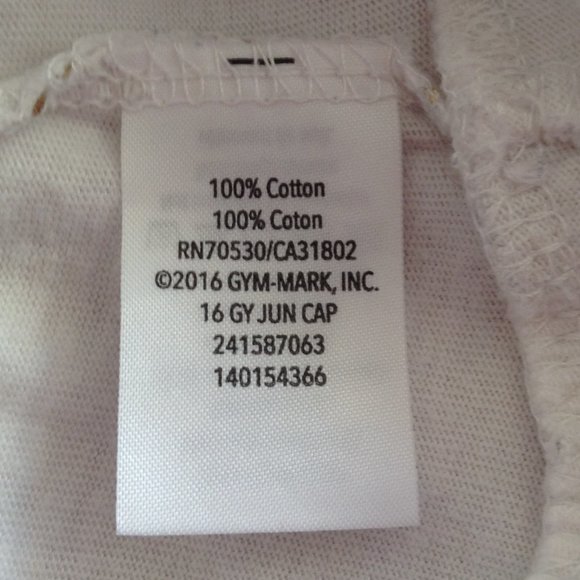 100% Cotton
100% Coton
RN70530/CA31802
©2016 GYM-MARK, INC.
16 GY JUN CAP
241587063
140154366